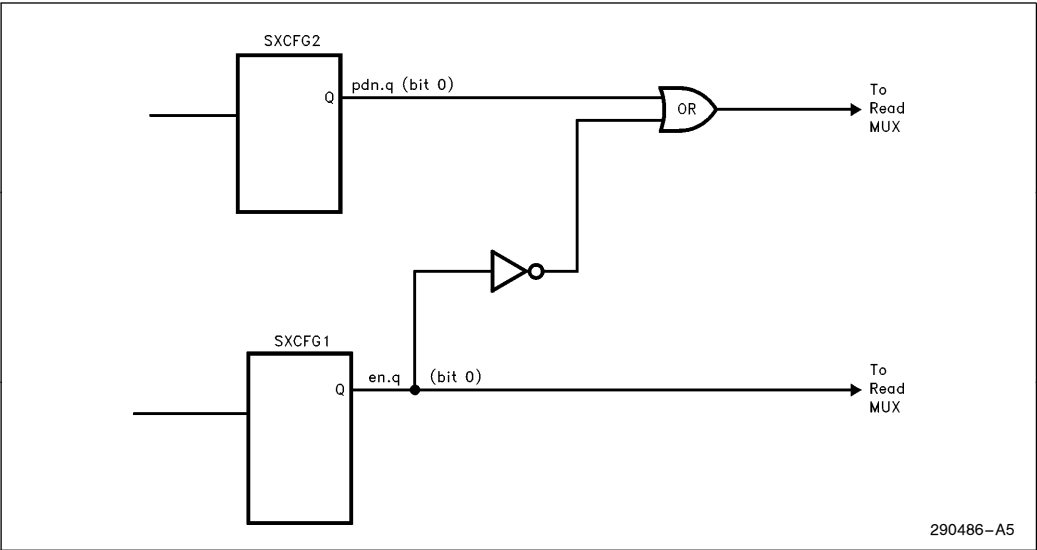 SXCFG2
Q
pdn.q (bit 0)
OR
To
Read
MUX
SXCFG1
Q
en.q (bit 0)
To
Read
MUX
290486-A5